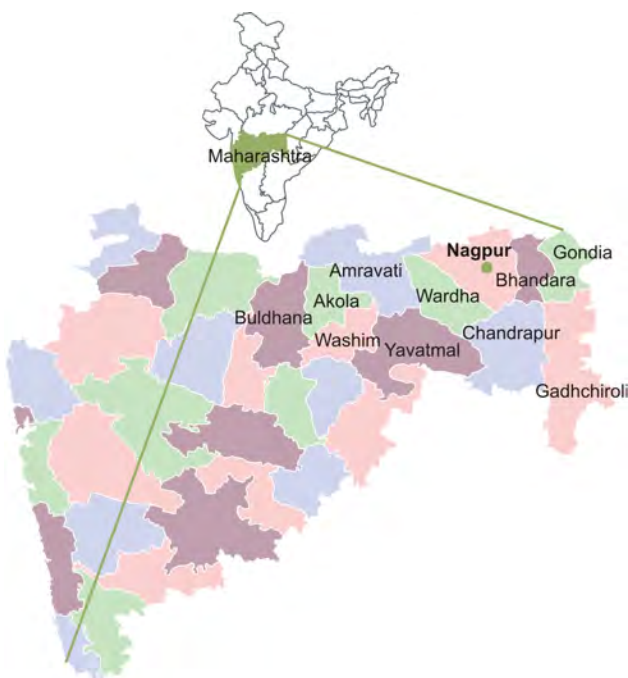 Maharashtra
Nagpur
Gondia
Amravati
Bhandara
Akola
Wardha
Buldhana
Chandrapur
Washim
Yavatmal
Gadhchiroli